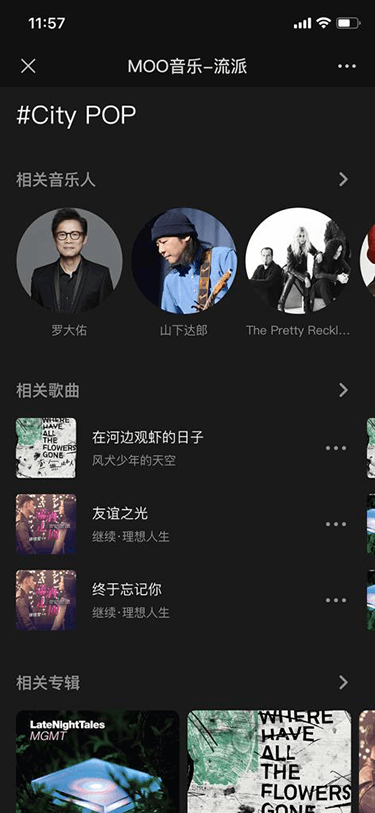 11:57
MOO音乐-流派
#City POP
相关音乐人
罗大佑
山下达郎
The Pretty Reckl...
相关歌曲
WHERE
HAVE
ALL
THE
FLOWERS
GONE
在河边观虾的日子
风犬少年的天空
友谊之光
继续·理想人生
终于忘记你
继续·理想人生
相关专辑
LateNightTales
MGMT
WHERE
HAVE
ALL
THE
FLOWERS
GONE